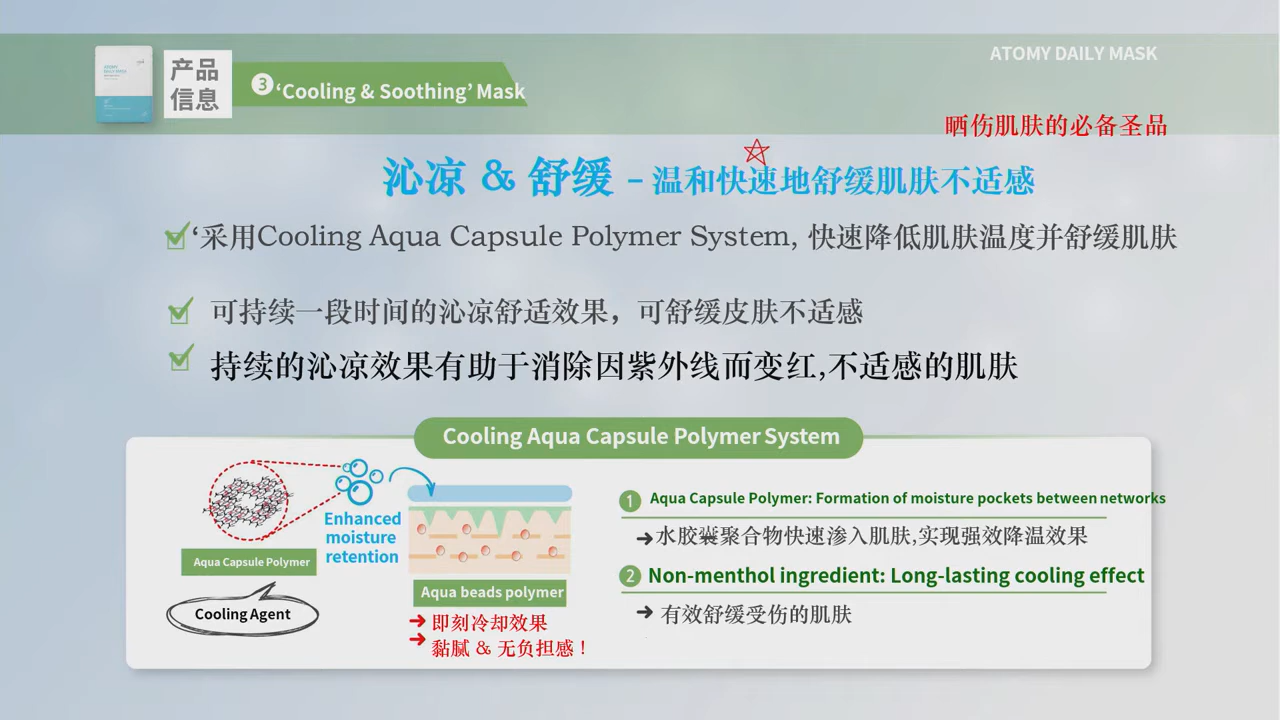 ATOMY DAILY MASK
产品
信息
3 ‘Cooling & Soothing’ Mask
晒伤肌肤的必备圣品
沁凉 & 舒缓 – 温和快速地舒缓肌肤不适感
‘采用Cooling Aqua Capsule Polymer System, 快速降低肌肤温度并舒缓肌肤
可持续一段时间的沁凉舒适效果，可舒缓皮肤不适感
持续的沁凉效果有助于消除因紫外线而变红,不适感的肌肤
Cooling Aqua Capsule Polymer System
Enhanced
moisture
retention
Aqua Capsule Polymer
Cooling Agent
Aqua beads polymer
➔ 即刻冷却效果
➔ 黏腻 & 无负担感！
1 Aqua Capsule Polymer: Formation of moisture pockets between networks
➔水胶囊聚合物快速渗入肌肤,实现强效降温效果
2 Non-menthol ingredient: Long-lasting cooling effect
➔ 有效舒缓受伤的肌肤